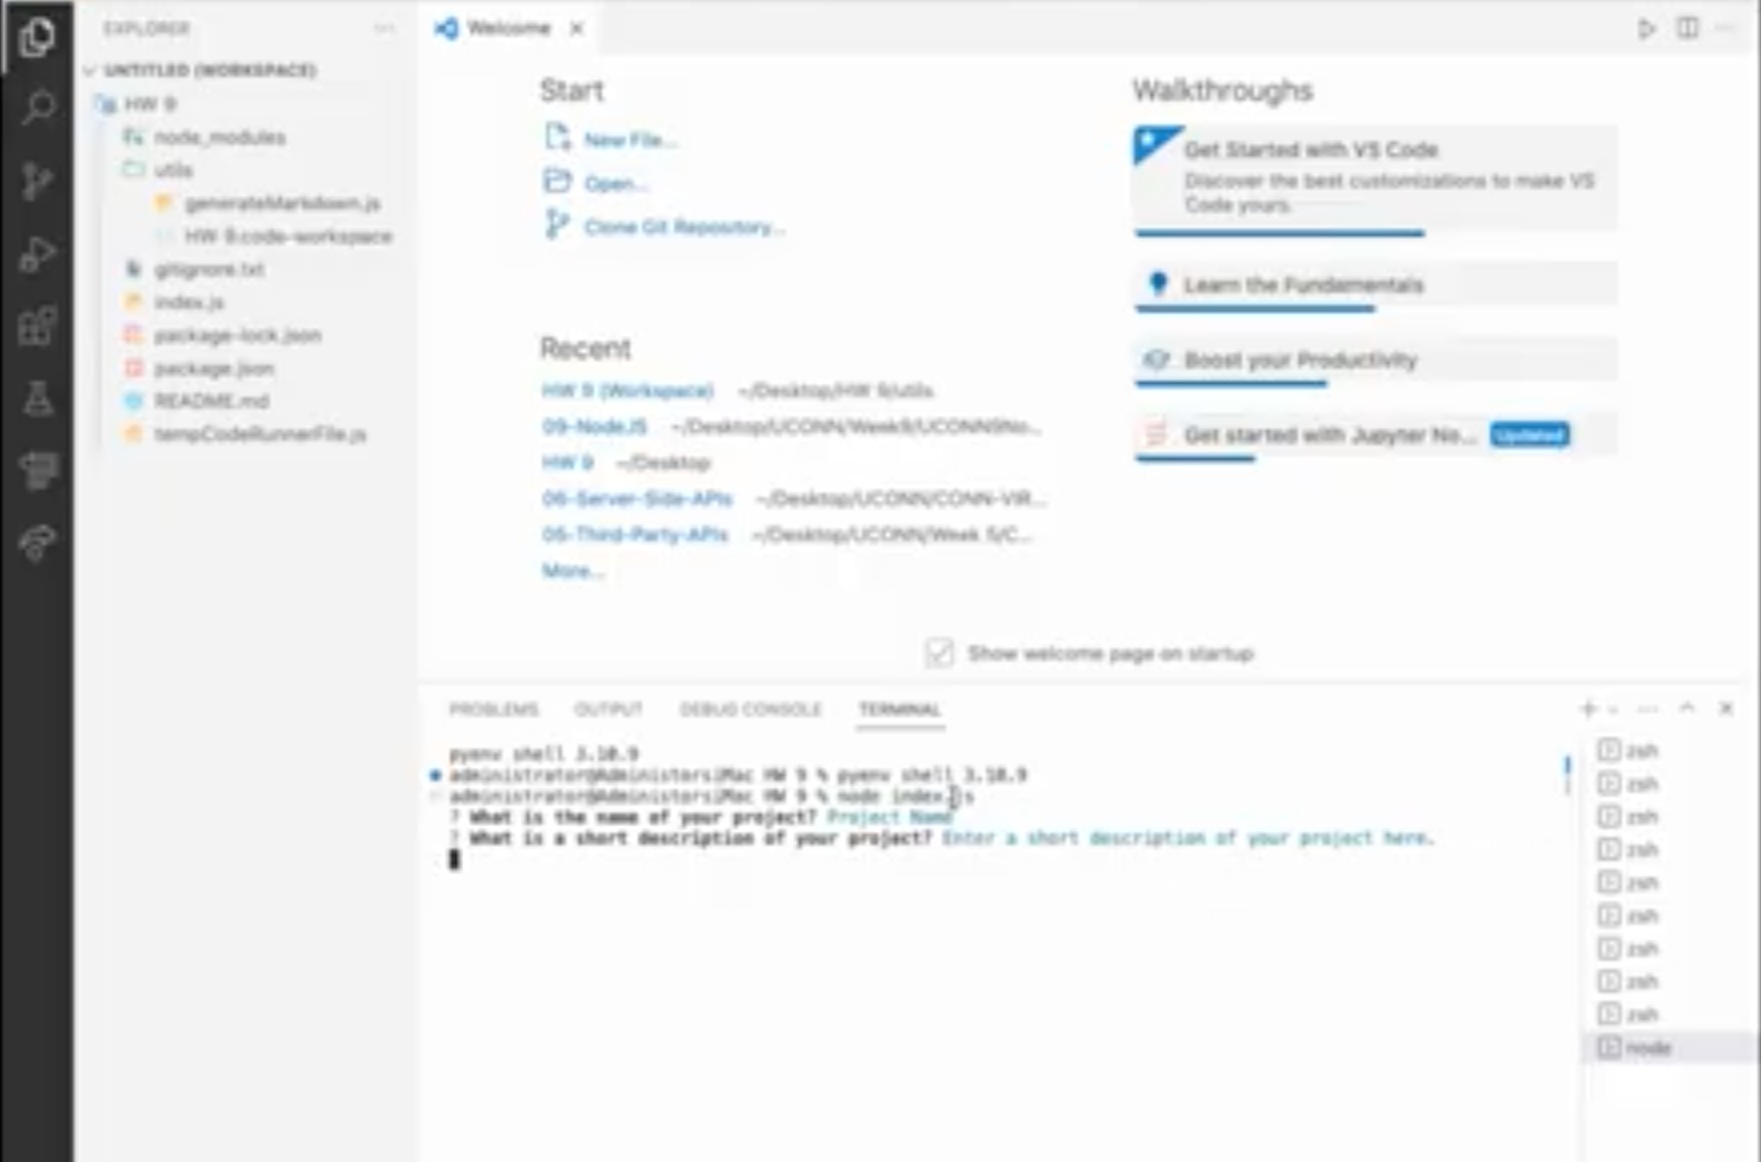 EXPLORER
UNTITLED (WORKSPACE)
HW 9
node_modules
utils
generateMarkdown.js
HW 9.code-workspace
gitignore.txt
index.js
package-lock.json
package.json
README.md
tempCodeRunnerFile.js
Welcome
Start
New File...
Open...
Clone Git Repository...
Recent
HW 9 (Workspace) ~/Desktop/HW 9/utils
09-NodeJS ~/Desktop/UCONN/Week9/UCONN9No...
HW 9 ~/Desktop
06-Server-Side-APIs ~/Desktop/UCONN/CONN-VIR...
05-Third-Party-APIs ~/Desktop/UCONN/Week 5/C...
More...
Walkthroughs
Get Started with VS Code
Discover the best customizations to make VS
Code yours.
Learn the Fundamentals
Boost your Productivity
Get started with Jupyter No... Updated
Show welcome page on startup
PROBLEMS OUTPUT DEBUG CONSOLE TERMINAL
pyenv shell 3.10.9
administrator@AdministorsiMac HW 9 % pyenv shell 3.10.9
administrator@AdministorsiMac HW 9 % node index.js
? What is the name of your project? Project Name
? What is a short description of your project? Enter a short description of your project here.
zsh
zsh
zsh
zsh
zsh
zsh
zsh
zsh
zsh
node